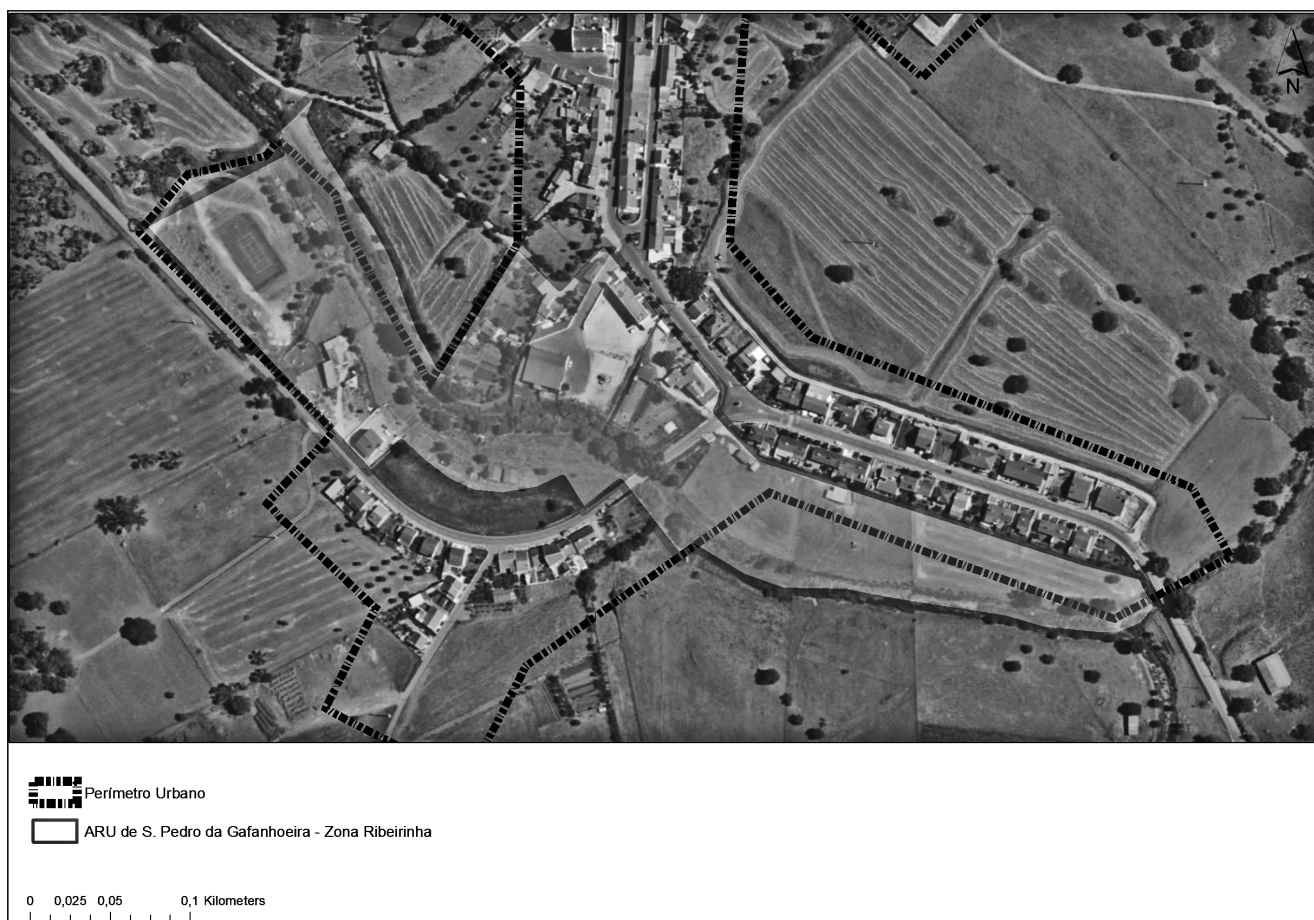 N
Perímetro Urbano
ARU de S. Pedro da Gafanhoeira - Zona Ribeirinha
0 0,025 0,05 0,1 Kilometers